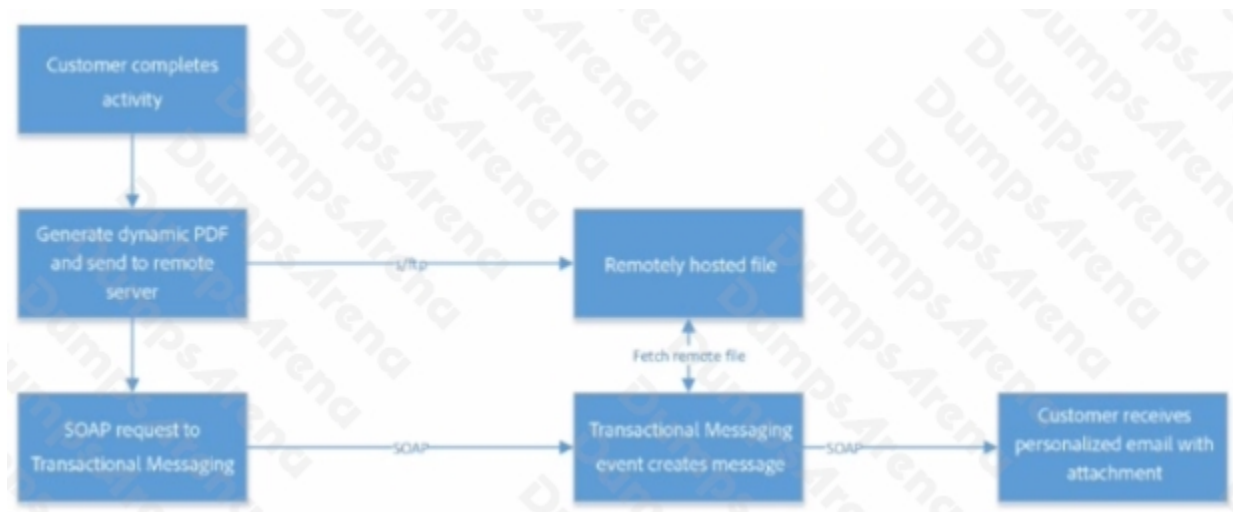 Customer completes
activity
Generate dynamic PDF
and send to remote
server
s/ftp
Remotely hosted file
Fetch remote file
SOAP request to
Transactional Messaging
SOAP
Transactional Messaging
event creates message
SOAP
Customer receives
personalized email with
attachment
DumpsArena